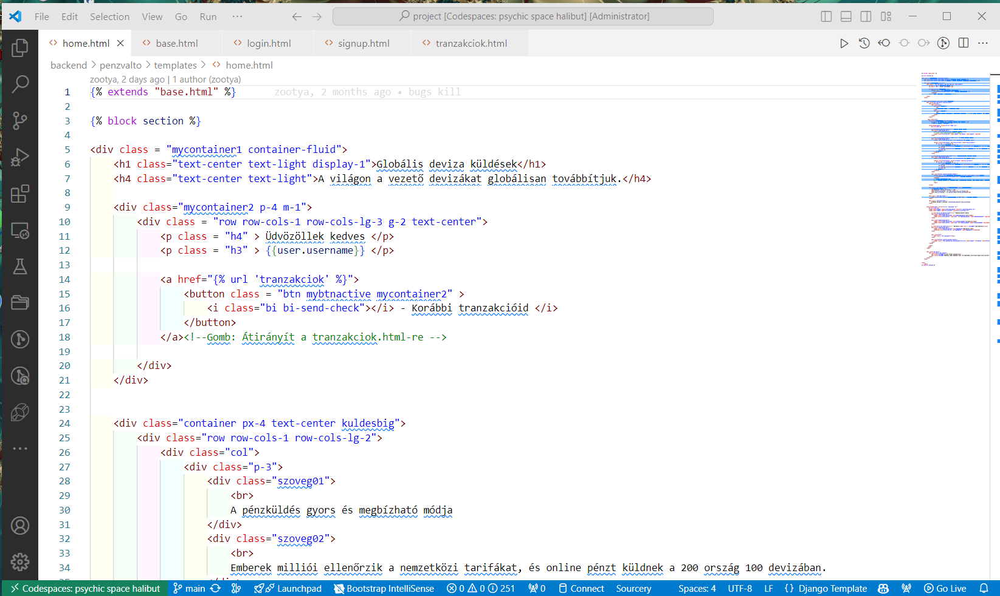 File Edit Selection View Go Run ··· project [Codespaces: psychic space halibut] [Administrator]
home.html base.html login.html signup.html tranzakciok.html
backend > penzvalto > templates > home.html
zootya, 2 days ago | 1 author (zootya)
1 {% extends "base.html" %} zootya, 2 months ago • bugs kill
2
3 {% block section %}
4
5 <div class = "mycontainer1 container-fluid">
6 <h1 class="text-center text-light display-1">Globális deviza küldések</h1>
7 <h4 class="text-center text-light">A világon a vezető devizákat globálisan továbbítjuk.</h4>
8
9 <div class="mycontainer2 p-4 m-1">
10 <div class = "row row-cols-1 row-cols-lg-3 g-2 text-center">
11 <p class = "h4" > Üdvözöllek kedves </p>
12 <p class = "h3" > {{user.username}} </p>
13
14 <a href="{% url 'tranzakciok' %}">
15 <button class = "btn mybtnactive mycontainer2" >
16 <i class="bi bi-send-check"></i> - Korábbi tranzakcióid </i>
17 </button>
18 </a><!--Gomb: Átirányít a tranzakciok.html-re -->
19
20 </div>
21 </div>
22
23
24 <div class="container px-4 text-center kuldesbig">
25 <div class="row row-cols-1 row-cols-lg-2">
26 <div class="col">
27 <div class="p-3">
28 <div class="szoveg01">
29 <br>
30 A pénzküldés gyors és megbízható módja
31 </div>
32 <div class="szoveg02">
33 <br>
34 Emberek milliói ellenőrzik a nemzetközi tarifákat, és online pénzt küldnek a 200 ország 100 devizában.
Codespaces: psychic space halibut main Launchpad Bootstrap IntelliSense 0 0 251 0 Connect Sourcery Spaces: 4 UTF-8 LF {} Django Template Go Live